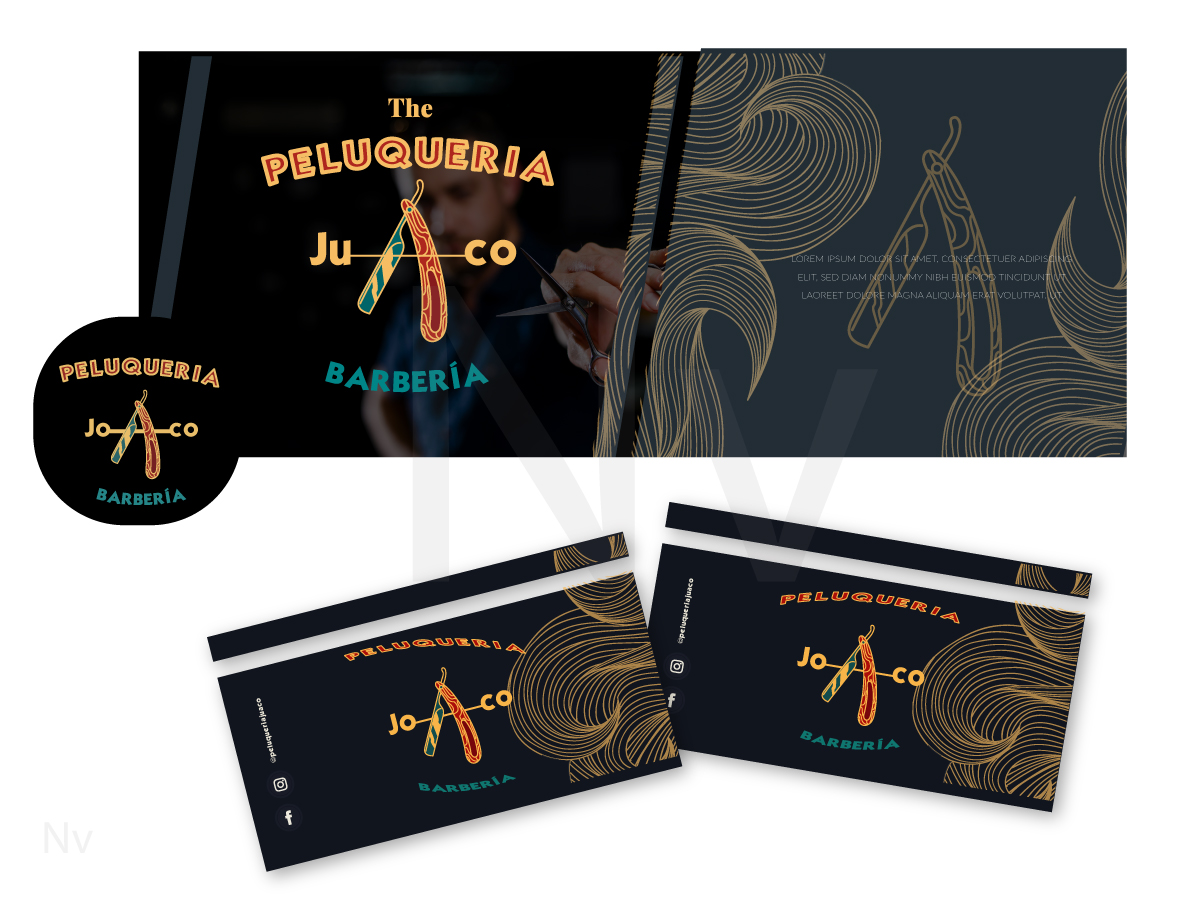 The
PELUQUERIA
Ju co
BARBERÍA
LOREM IPSUM DOLOR SIT AMET, CONSECTETUER ADIPISCING
ELIT, SED DIAM NONUMMY NIBH EUISMOD TINCIDUNT UT
LAOREET DOLORE MAGNA ALIQUAM ERAT VOLUTPAT. UT
PELUQUERIA
Jo co
BARBERÍA
Nv
@peluqueriajuaco
PELUQUERIA
Jo co
BARBERÍA
@peluqueriajuaco
PELUQUERIA
Jo co
BARBERÍA
Nv